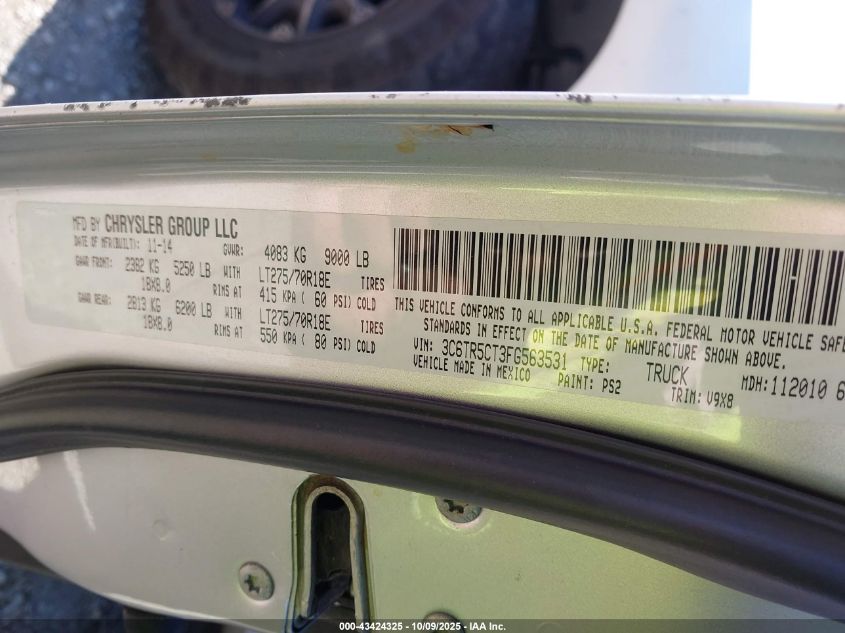 MFD BY CHRYSLER GROUP LLC
DATE OF MFR(BUILT): 11-14 GVWR: 4083 KG 9000 LB
GAWR FRONT: 2382 KG 5250 LB WITH LT275/70R18E TIRES
18X8.0 RIMS AT 415 KPA ( 60 PSI) COLD
GAWR REAR: 2813 KG 6200 LB WITH LT275/70R18E TIRES
18X8.0 RIMS AT 550 KPA ( 80 PSI) COLD
THIS VEHICLE CONFORMS TO ALL APPLICABLE U.S.A. FEDERAL MOTOR VEHICLE SAFE
STANDARDS IN EFFECT ON THE DATE OF MANUFACTURE SHOWN ABOVE.
VIN: 3C6TR5CT3FG563531 TYPE: TRUCK MDH:112010 6
VEHICLE MADE IN MEXICO PAINT: PS2 TRIM: V9X8
000-43424325 | 10/09/2025 - IAA Inc.